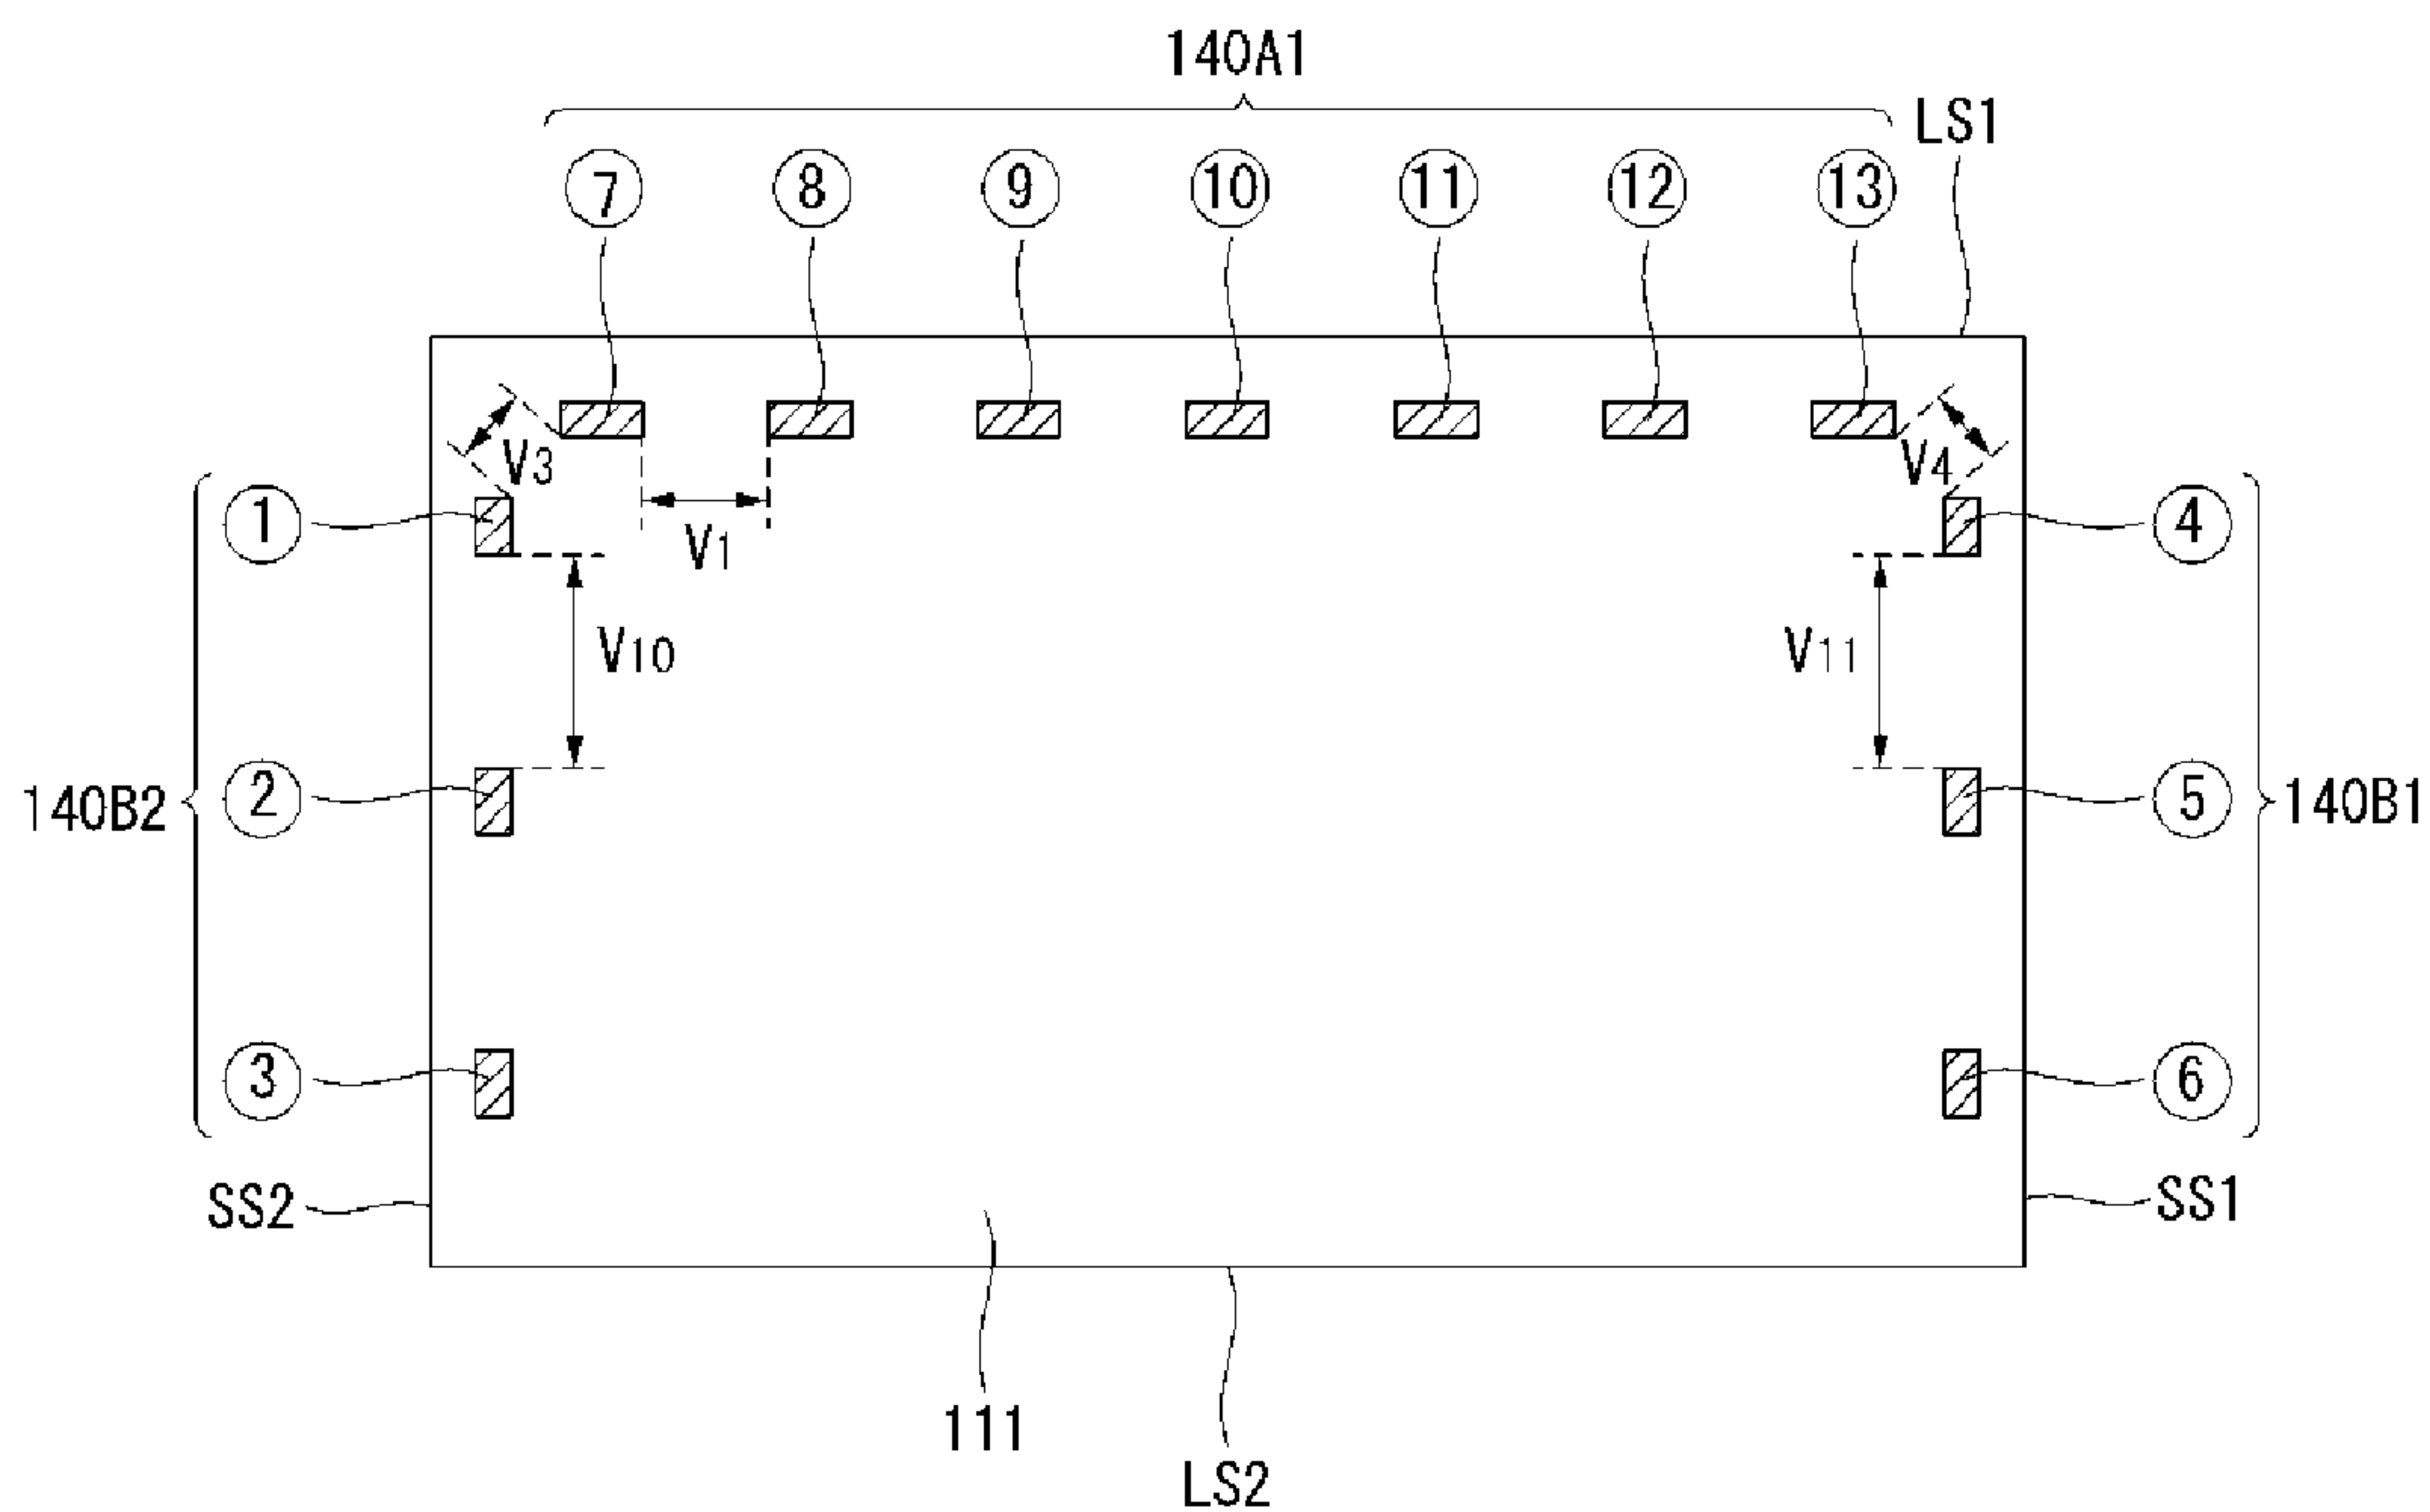 140A1
LS1
⑦ ⑧ ⑨ ⑩ ⑪ ⑫ ⑬
V3 V4
① V1 ④
V10 V11
140B2 ② ⑤ 140B1
③ ⑥
SS2 SS1
111
LS2